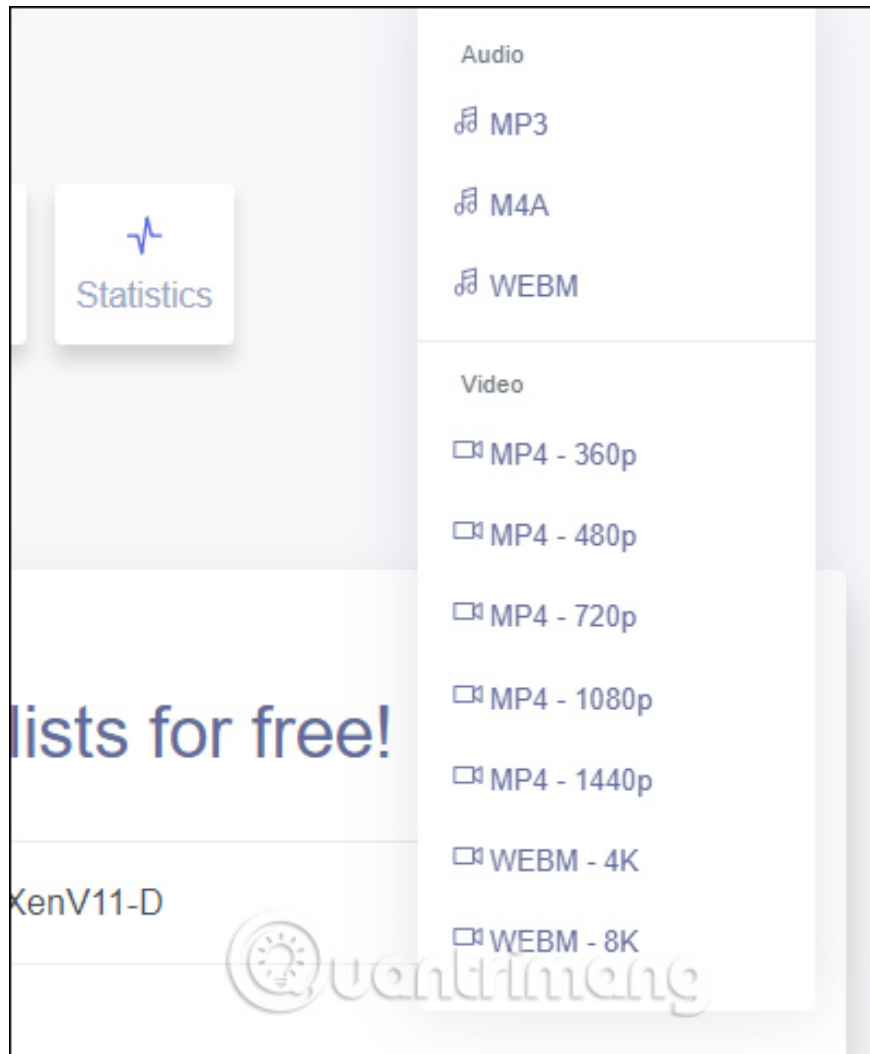 Audio
MP3
M4A
WEBM
Statistics
Video
MP4 - 360p
MP4 - 480p
MP4 - 720p
MP4 - 1080p
MP4 - 1440p
WEBM - 4K
WEBM - 8K
lists for free!
XenV11-D
Quantrimang